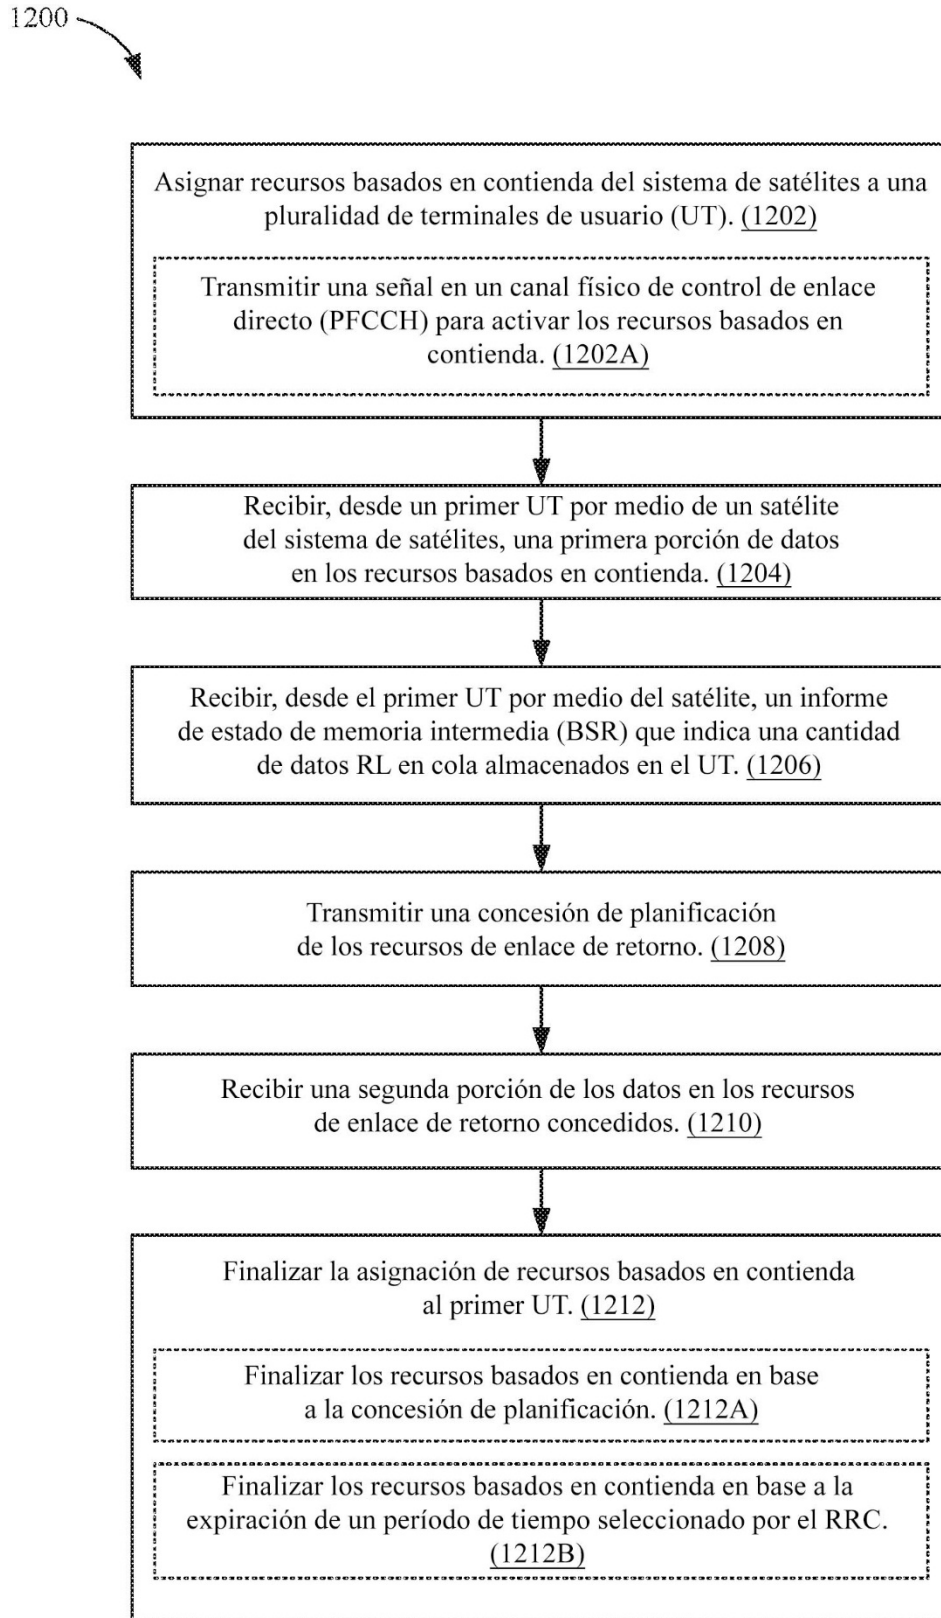 1200
Asignar recursos basados en contienda del sistema de satélites a una
pluralidad de terminales de usuario (UT). (1202)
Transmitir una señal en un canal físico de control de enlace
directo (PFCCH) para activar los recursos basados en
contienda. (1202A)
Recibir, desde un primer UT por medio de un satélite
del sistema de satélites, una primera porción de datos
en los recursos basados en contienda. (1204)
Recibir, desde el primer UT por medio del satélite, un informe
de estado de memoria intermedia (BSR) que indica una cantidad
de datos RL en cola almacenados en el UT. (1206)
Transmitir una concesión de planificación
de los recursos de enlace de retorno. (1208)
Recibir una segunda porción de los datos en los recursos
de enlace de retorno concedidos. (1210)
Finalizar la asignación de recursos basados en contienda
al primer UT. (1212)
Finalizar los recursos basados en contienda en base
a la concesión de planificación. (1212A)
Finalizar los recursos basados en contienda en base a la
expiración de un período de tiempo seleccionado por el RRC.
(1212B)